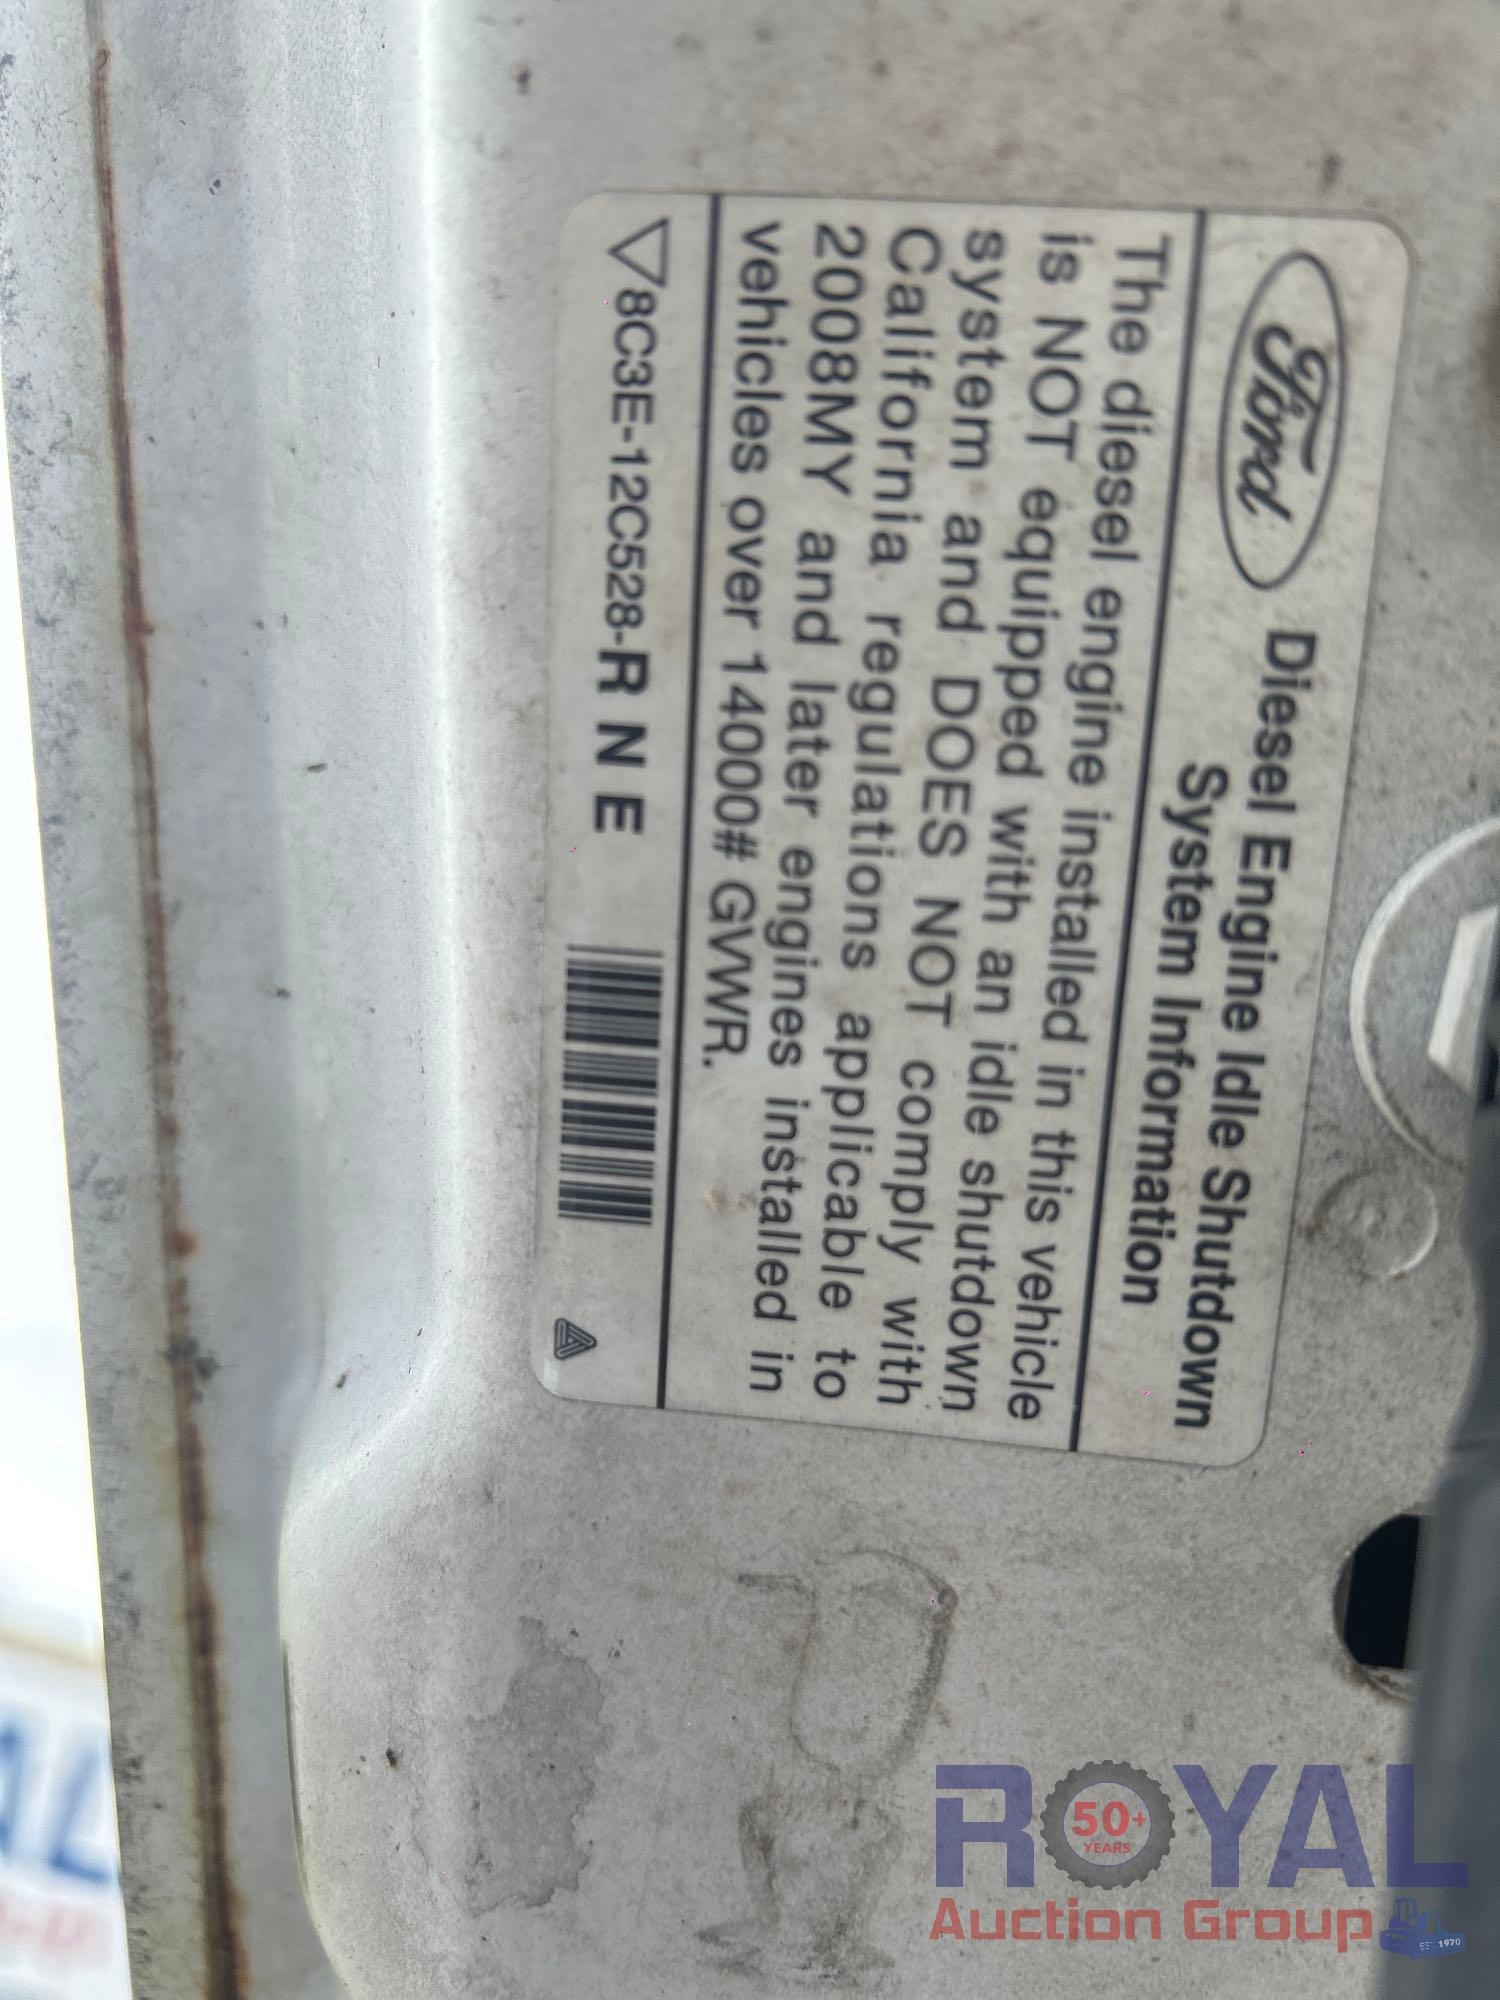 Ford
Diesel Engine Idle Shutdown
System Information
The diesel engine installed in this vehicle
is NOT equipped with an idle shutdown
system and DOES NOT comply with
California regulations applicable to
2008MY and later engines installed in
vehicles over 14000# GVWR.
8C3E-12C528-R N E
ROYAL
50+
YEARS
Auction Group
EST. 1970
AL